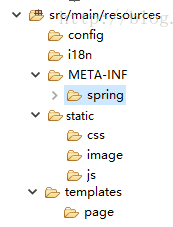 src/main/resources
config
i18n
META-INF
spring
static
css
image
js
templates
page